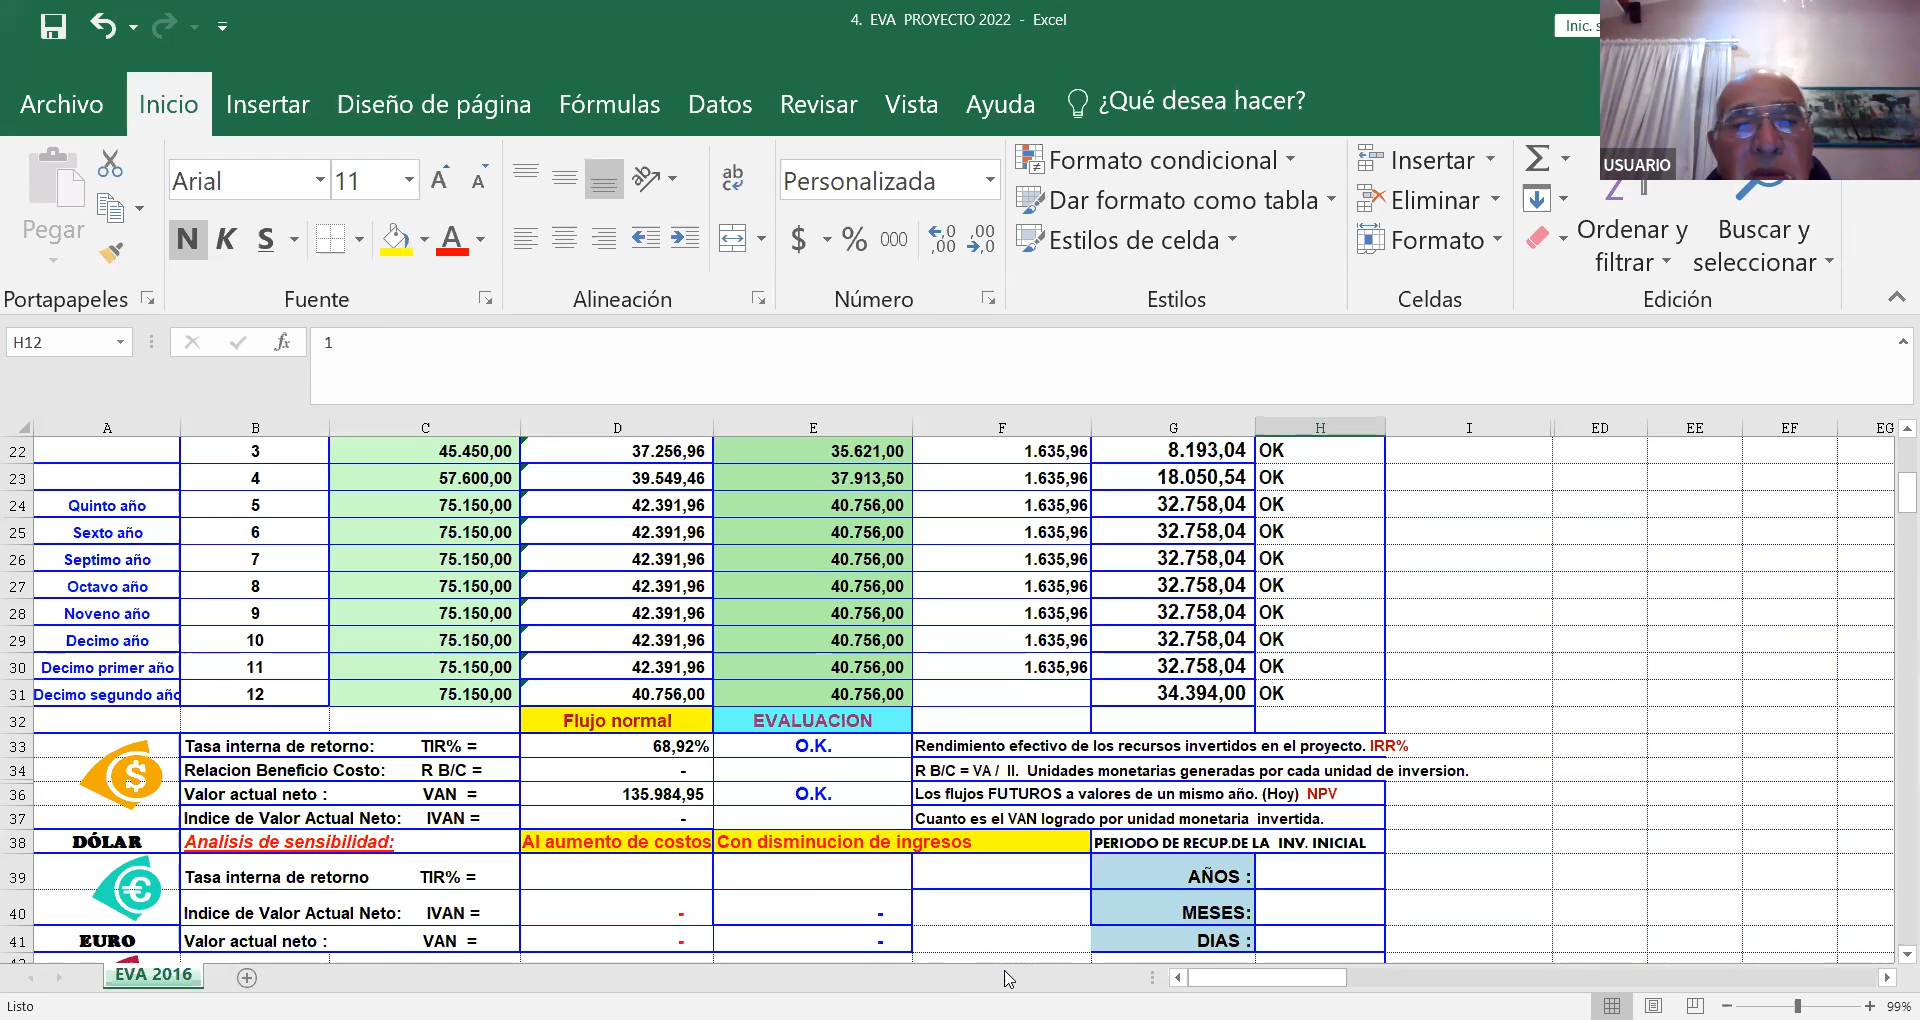 4. EVA PROYECTO 2022 - Excel
Inic. s
Archivo Inicio Insertar Diseño de página Fórmulas Datos Revisar Vista Ayuda ¿Qué desea hacer?
USUARIO
Pegar
Arial 11
N K S
ab
Personalizada
$ % 000
Formato condicional
Dar formato como tabla
Estilos de celda
Insertar
Eliminar
Formato
Ordenar y filtrar
Buscar y seleccionar
Portapapeles Fuente Alineación Número Estilos Celdas Edición
H12 fx 1
A B C D E F G H I ED EE EF EG
22 3 45.450,00 37.256,96 35.621,00 1.635,96 8.193,04 OK
23 4 57.600,00 39.549,46 37.913,50 1.635,96 18.050,54 OK
24 Quinto año 5 75.150,00 42.391,96 40.756,00 1.635,96 32.758,04 OK
25 Sexto año 6 75.150,00 42.391,96 40.756,00 1.635,96 32.758,04 OK
26 Septimo año 7 75.150,00 42.391,96 40.756,00 1.635,96 32.758,04 OK
27 Octavo año 8 75.150,00 42.391,96 40.756,00 1.635,96 32.758,04 OK
28 Noveno año 9 75.150,00 42.391,96 40.756,00 1.635,96 32.758,04 OK
29 Decimo año 10 75.150,00 42.391,96 40.756,00 1.635,96 32.758,04 OK
30 Decimo primer año 11 75.150,00 42.391,96 40.756,00 1.635,96 32.758,04 OK
31 Decimo segundo año 12 75.150,00 40.756,00 40.756,00 34.394,00 OK
32 Flujo normal EVALUACION
33 Tasa interna de retorno: TIR% = 68,92% O.K. Rendimiento efectivo de los recursos invertidos en el proyecto. IRR%
34 Relacion Beneficio Costo: R B/C = - R B/C = VA / II. Unidades monetarias generadas por cada unidad de inversion.
36 Valor actual neto : VAN = 135.984,95 O.K. Los flujos FUTUROS a valores de un mismo año. (Hoy) NPV
37 Indice de Valor Actual Neto: IVAN = - Cuanto es el VAN logrado por unidad monetaria invertida.
38 DÓLAR Analisis de sensibilidad: Al aumento de costos Con disminucion de ingresos PERIODO DE RECUP.DE LA INV. INICIAL
39 Tasa interna de retorno TIR% = AÑOS :
40 Indice de Valor Actual Neto: IVAN = - - MESES:
41 EURO Valor actual neto : VAN = - - DIAS :
EVA 2016
Listo 99%